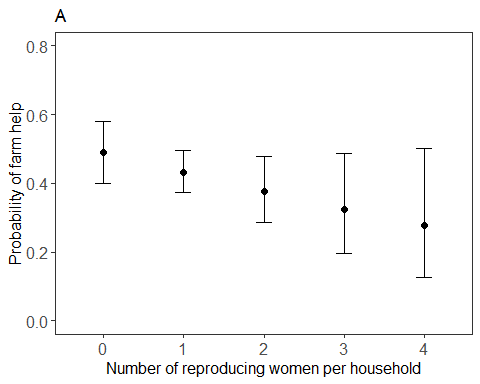 A
Probability of farm help
0.8
0.6
0.4
0.2
0.0
0 1 2 3 4
Number of reproducing women per household